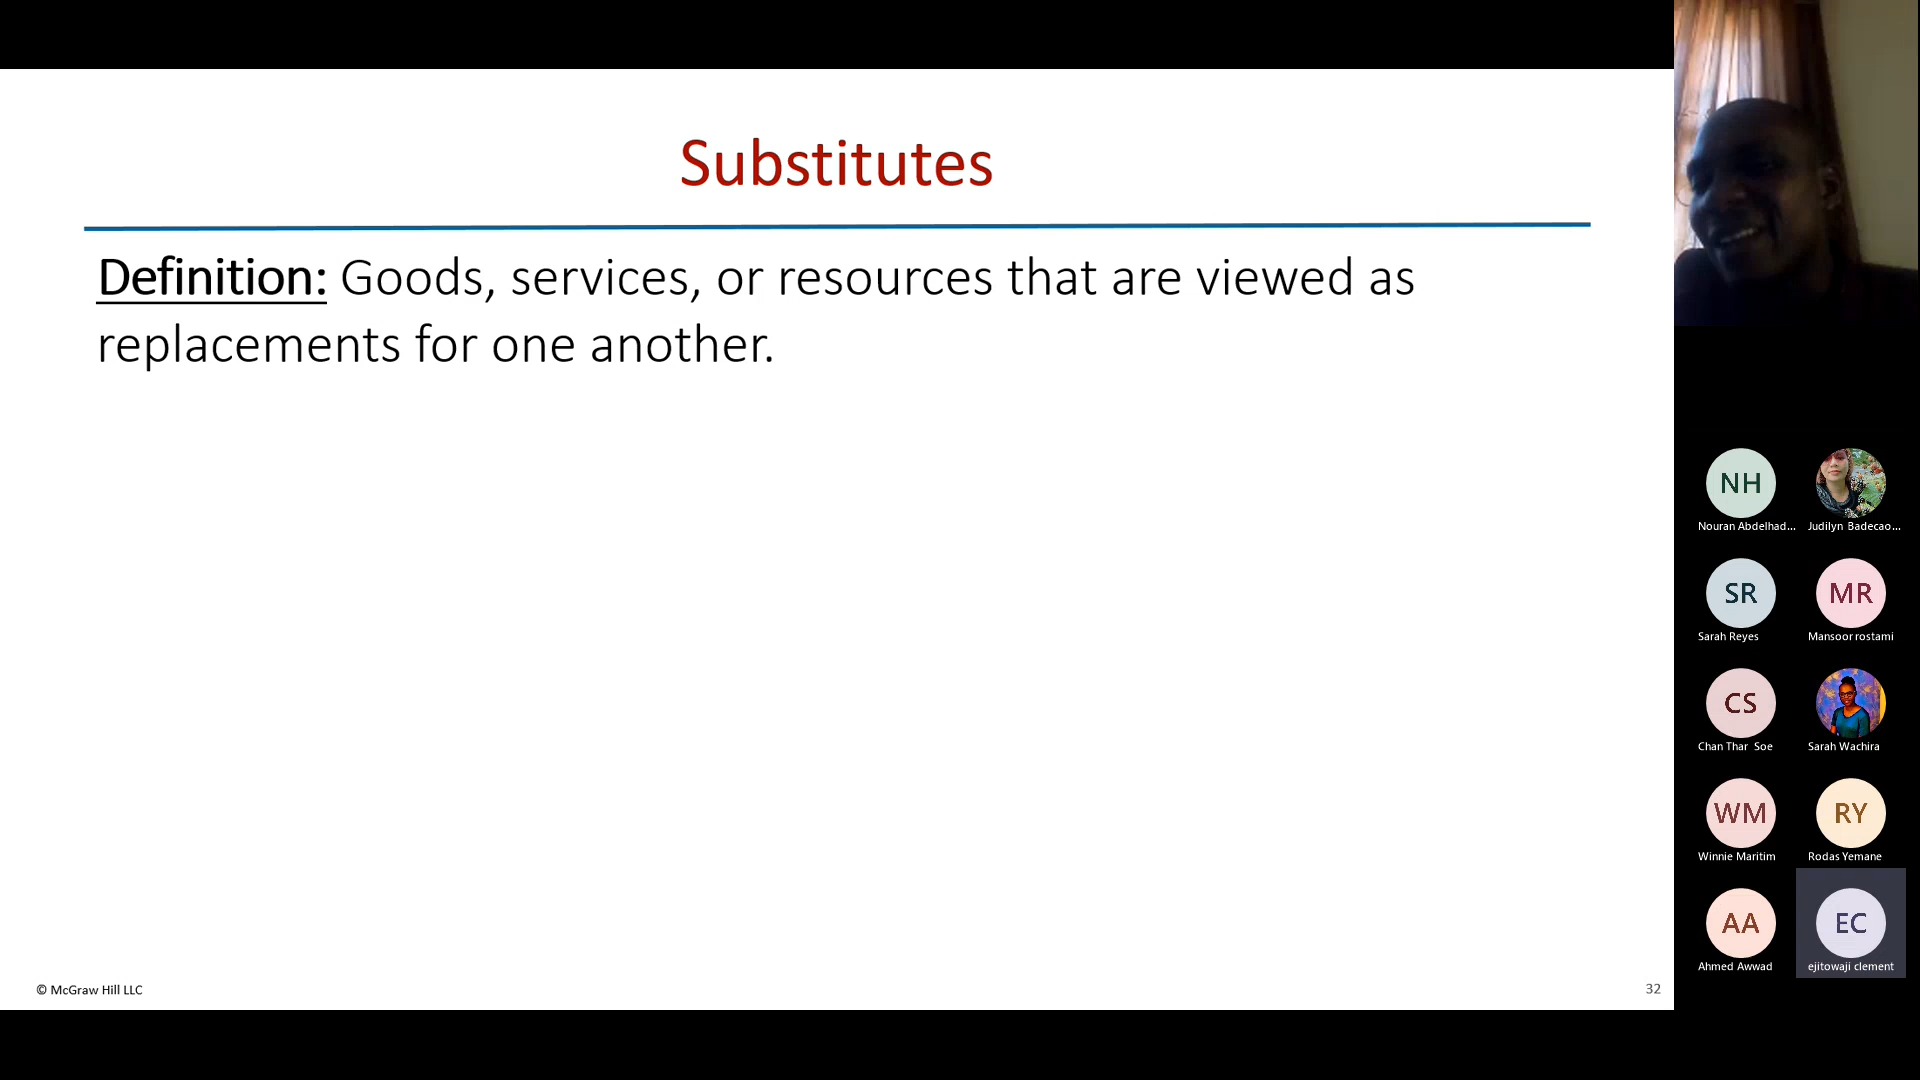 Substitutes
Definition: Goods, services, or resources that are viewed as
replacements for one another.
© McGraw Hill LLC
32
NH
Nouran Abdelhad...
Judilyn Badecao...
SR
Sarah Reyes
MR
Mansoor rostami
CS
Chan Thar Soe
Sarah Wachira
WM
Winnie Maritim
RY
Rodas Yemane
AA
Ahmed Awwad
EC
ejitowaji clement